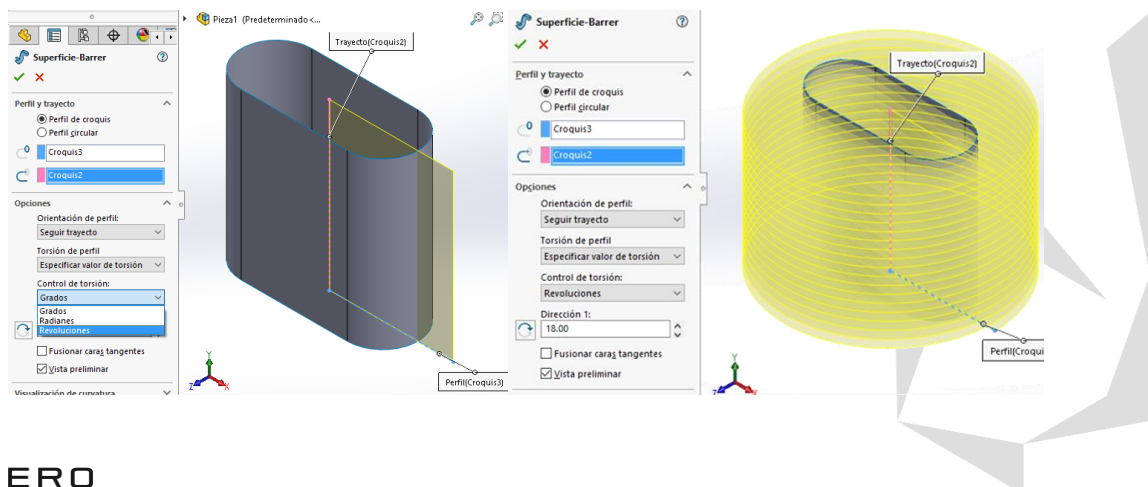 Pieza1 (Predeterminado<...
Superficie-Barrer
Perfil y trayecto
Perfil de croquis
Perfil circular
Croquis3
Croquis2
Opciones
Orientación de perfil:
Seguir trayecto
Torsión de perfil
Especificar valor de torsión
Control de torsión:
Grados
Grados
Radianes
Revoluciones
Fusionar caras tangentes
Vista preliminar
Visualización de curvatura
Trayecto(Croquis2)
Perfil(Croquis3)
Y
Z
X
Superficie-Barrer
Perfil y trayecto
Perfil de croquis
Perfil circular
Croquis3
Croquis2
Opciones
Orientación de perfil:
Seguir trayecto
Torsión de perfil
Especificar valor de torsión
Control de torsión:
Revoluciones
Dirección 1:
18.00
Fusionar caras tangentes
Vista preliminar
Trayecto(Croquis2)
Perfil(Croqui
Y
Z
X
ERO